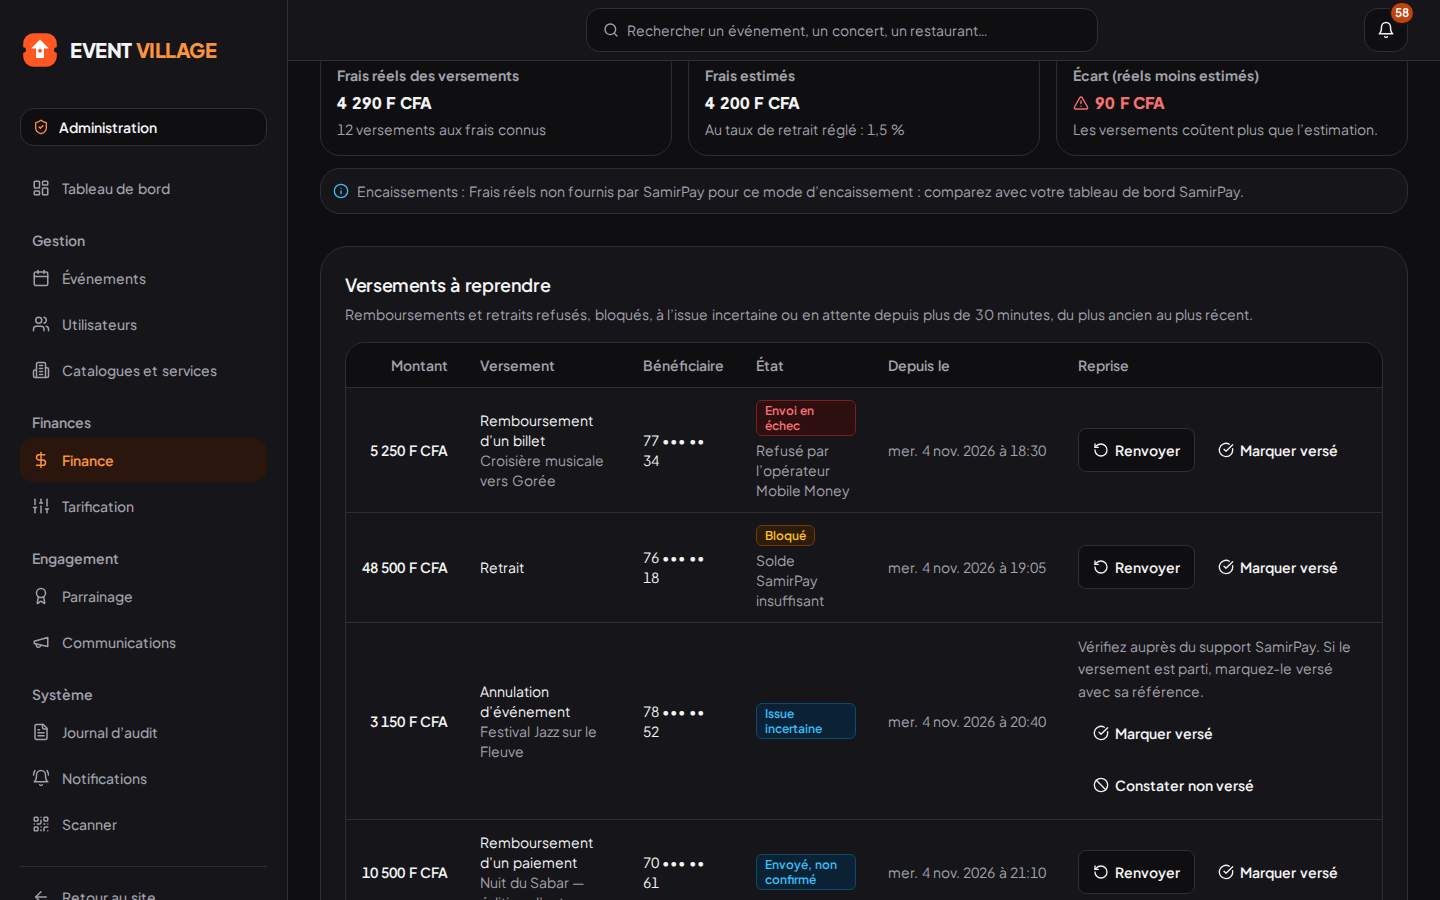 EVENT VILLAGE
Rechercher un événement, un concert, un restaurant…
58
Administration
Tableau de bord
Gestion
Événements
Utilisateurs
Catalogues et services
Finances
Finance
Tarification
Engagement
Parrainage
Communications
Système
Journal d’audit
Notifications
Scanner
Retour au site
Frais réels des versements
4 290 F CFA
12 versements aux frais connus
Frais estimés
4 200 F CFA
Au taux de retrait réglé : 1,5 %
Écart (réels moins estimés)
90 F CFA
Les versements coûtent plus que l’estimation.
Encaissements : Frais réels non fournis par SamirPay pour ce mode d’encaissement : comparez avec votre tableau de bord SamirPay.
Versements à reprendre
Remboursements et retraits refusés, bloqués, à l’issue incertaine ou en attente depuis plus de 30 minutes, du plus ancien au plus récent.
Montant Versement Bénéficiaire État Depuis le Reprise
5 250 F CFA
Remboursement
d’un billet
Croisière musicale
vers Gorée
77 ••• ••
34
Envoi en
échec
Refusé par
l’opérateur
Mobile Money
mer. 4 nov. 2026 à 18:30
Renvoyer
Marquer versé
48 500 F CFA
Retrait
76 ••• ••
18
Bloqué
Solde
SamirPay
insuffisant
mer. 4 nov. 2026 à 19:05
Renvoyer
Marquer versé
3 150 F CFA
Annulation
d’événement
Festival Jazz sur le
Fleuve
78 ••• ••
52
Issue
incertaine
mer. 4 nov. 2026 à 20:40
Vérifiez auprès du support SamirPay. Si le
versement est parti, marquez-le versé
avec sa référence.
Marquer versé
Constater non versé
10 500 F CFA
Remboursement
d’un paiement
Nuit du Sabar —
70 ••• ••
61
Envoyé, non
confirmé
mer. 4 nov. 2026 à 21:10
Renvoyer
Marquer versé